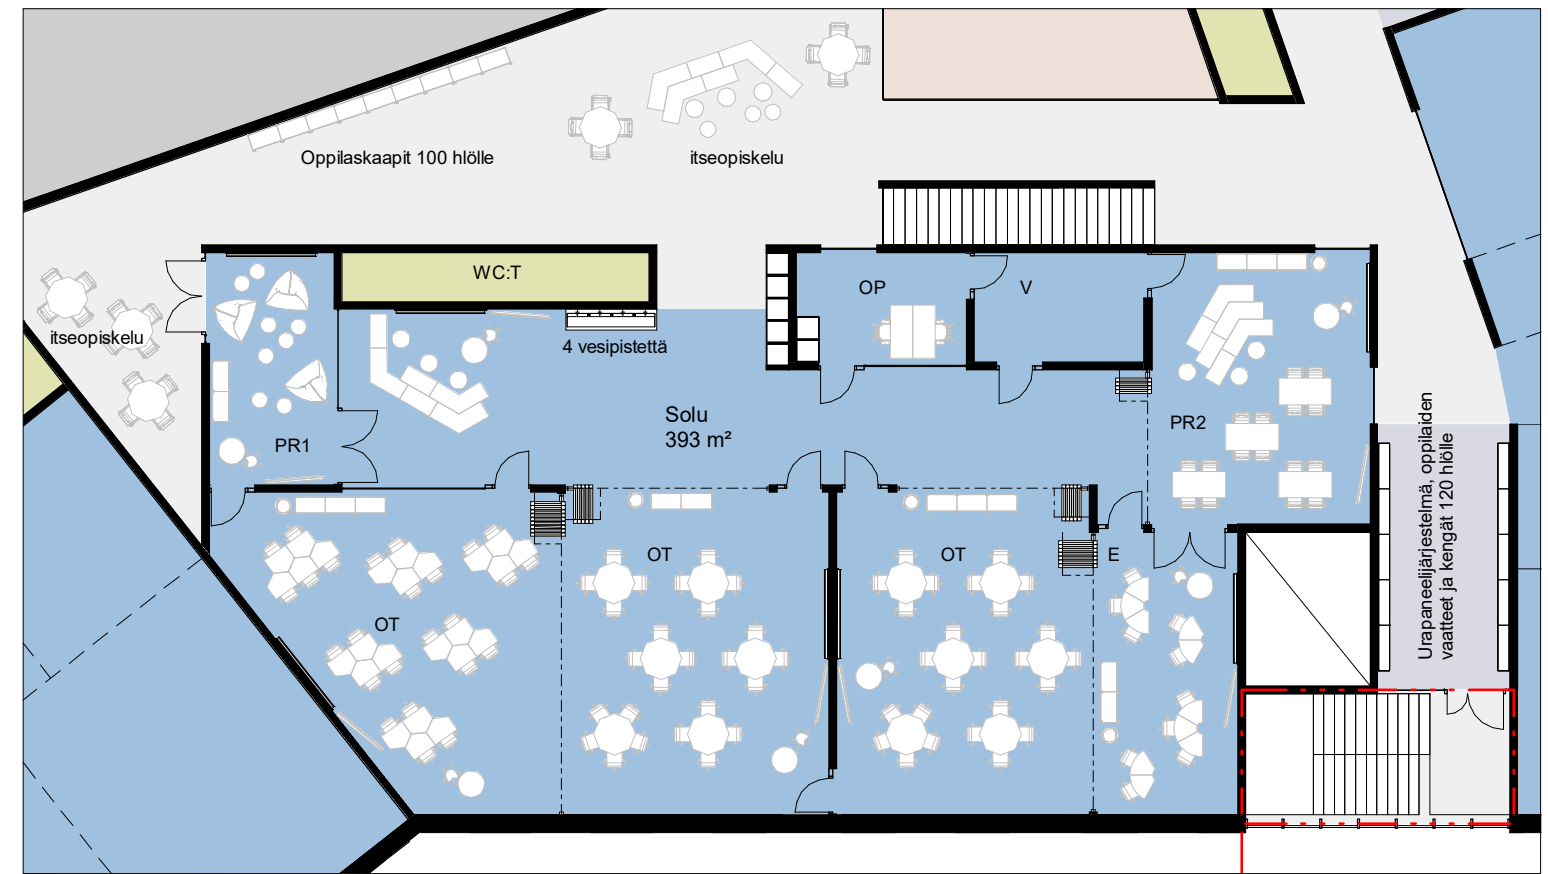 Oppilaskaapit 100 hlölle
itseopiskelu
WC:T
OP
V
itseopiskelu
4 vesipistettä
Solu
393 m²
PR1
PR2
Urapaneelijärjestelmä, oppilaiden
vaatteet ja kengät 120 hlölle
OT
OT
E
OT